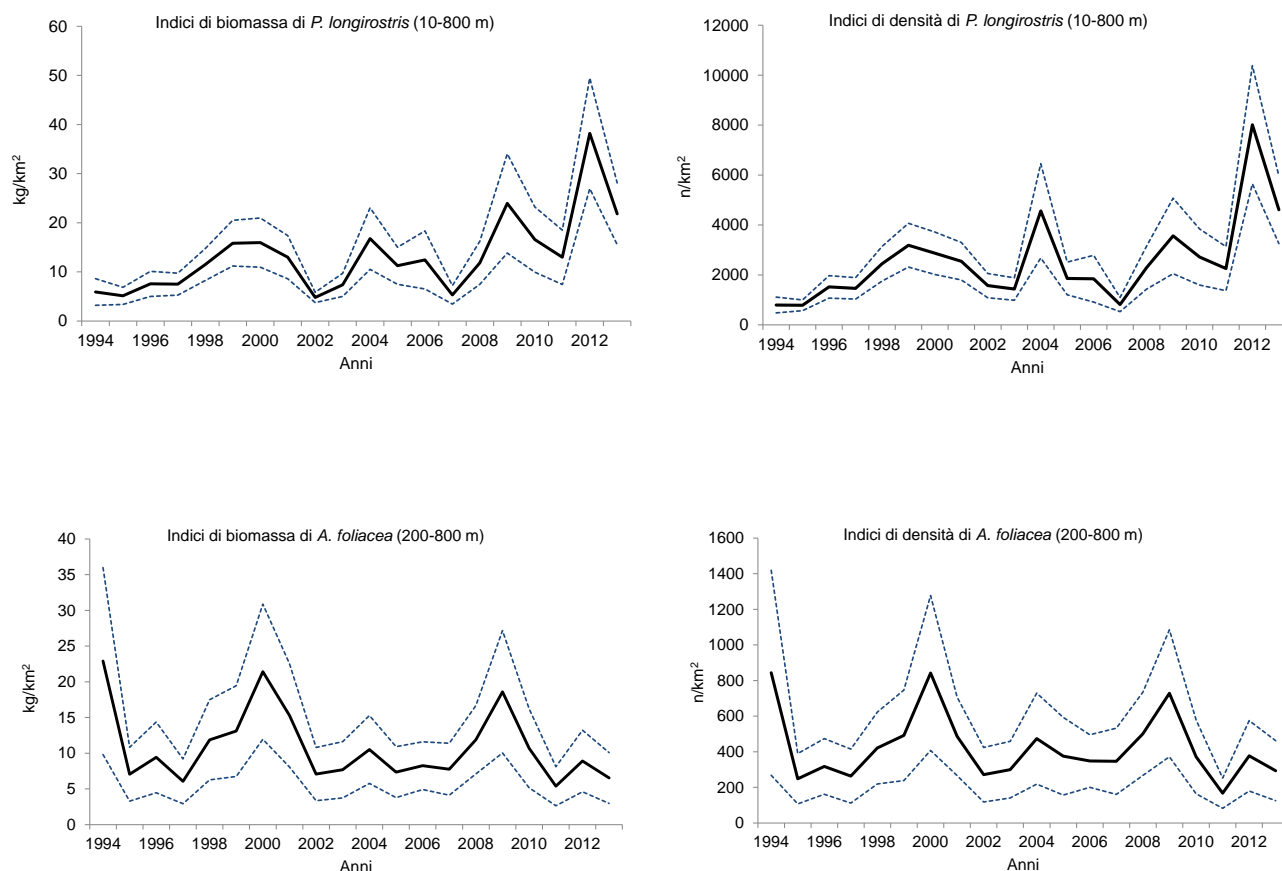 Indici di biomassa di P. longirostris (10-800 m)
60
50
40
30
20
10
0
kg/km²
1994 1996 1998 2000 2002 2004 2006 2008 2010 2012
Anni
Indici di densità di P. longirostris (10-800 m)
12000
10000
8000
6000
4000
2000
0
n/km²
1994 1996 1998 2000 2002 2004 2006 2008 2010 2012
Anni
Indici di biomassa di A. foliacea (200-800 m)
40
35
30
25
20
15
10
5
0
kg/km²
1994 1996 1998 2000 2002 2004 2006 2008 2010 2012
Anni
Indici di densità di A. foliacea (200-800 m)
1600
1400
1200
1000
800
600
400
200
0
n/km²
1994 1996 1998 2000 2002 2004 2006 2008 2010 2012
Anni